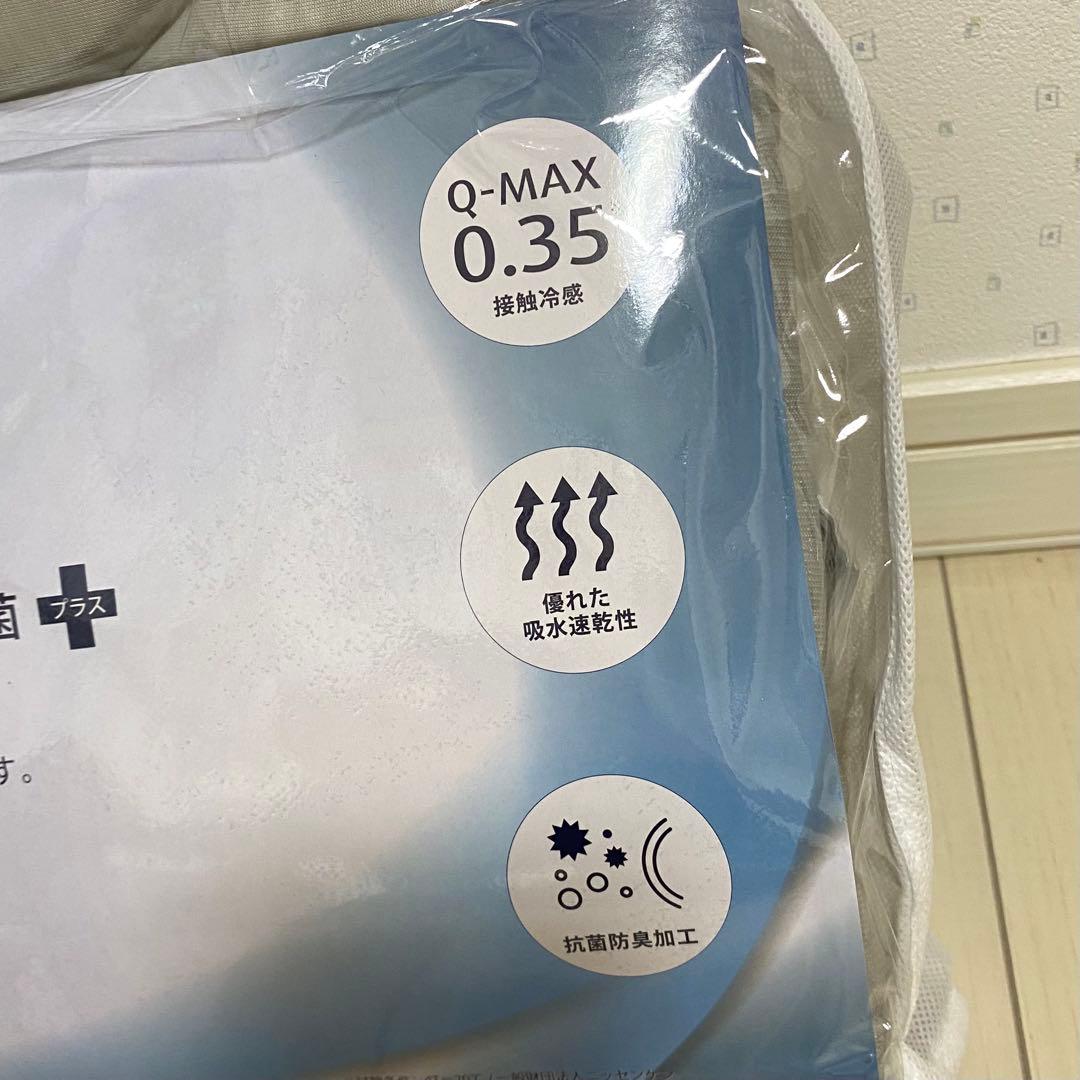 Q-MAX
0.35
接触冷感
優れた
吸水速乾性
菌
プラス
す。
抗菌防臭加工